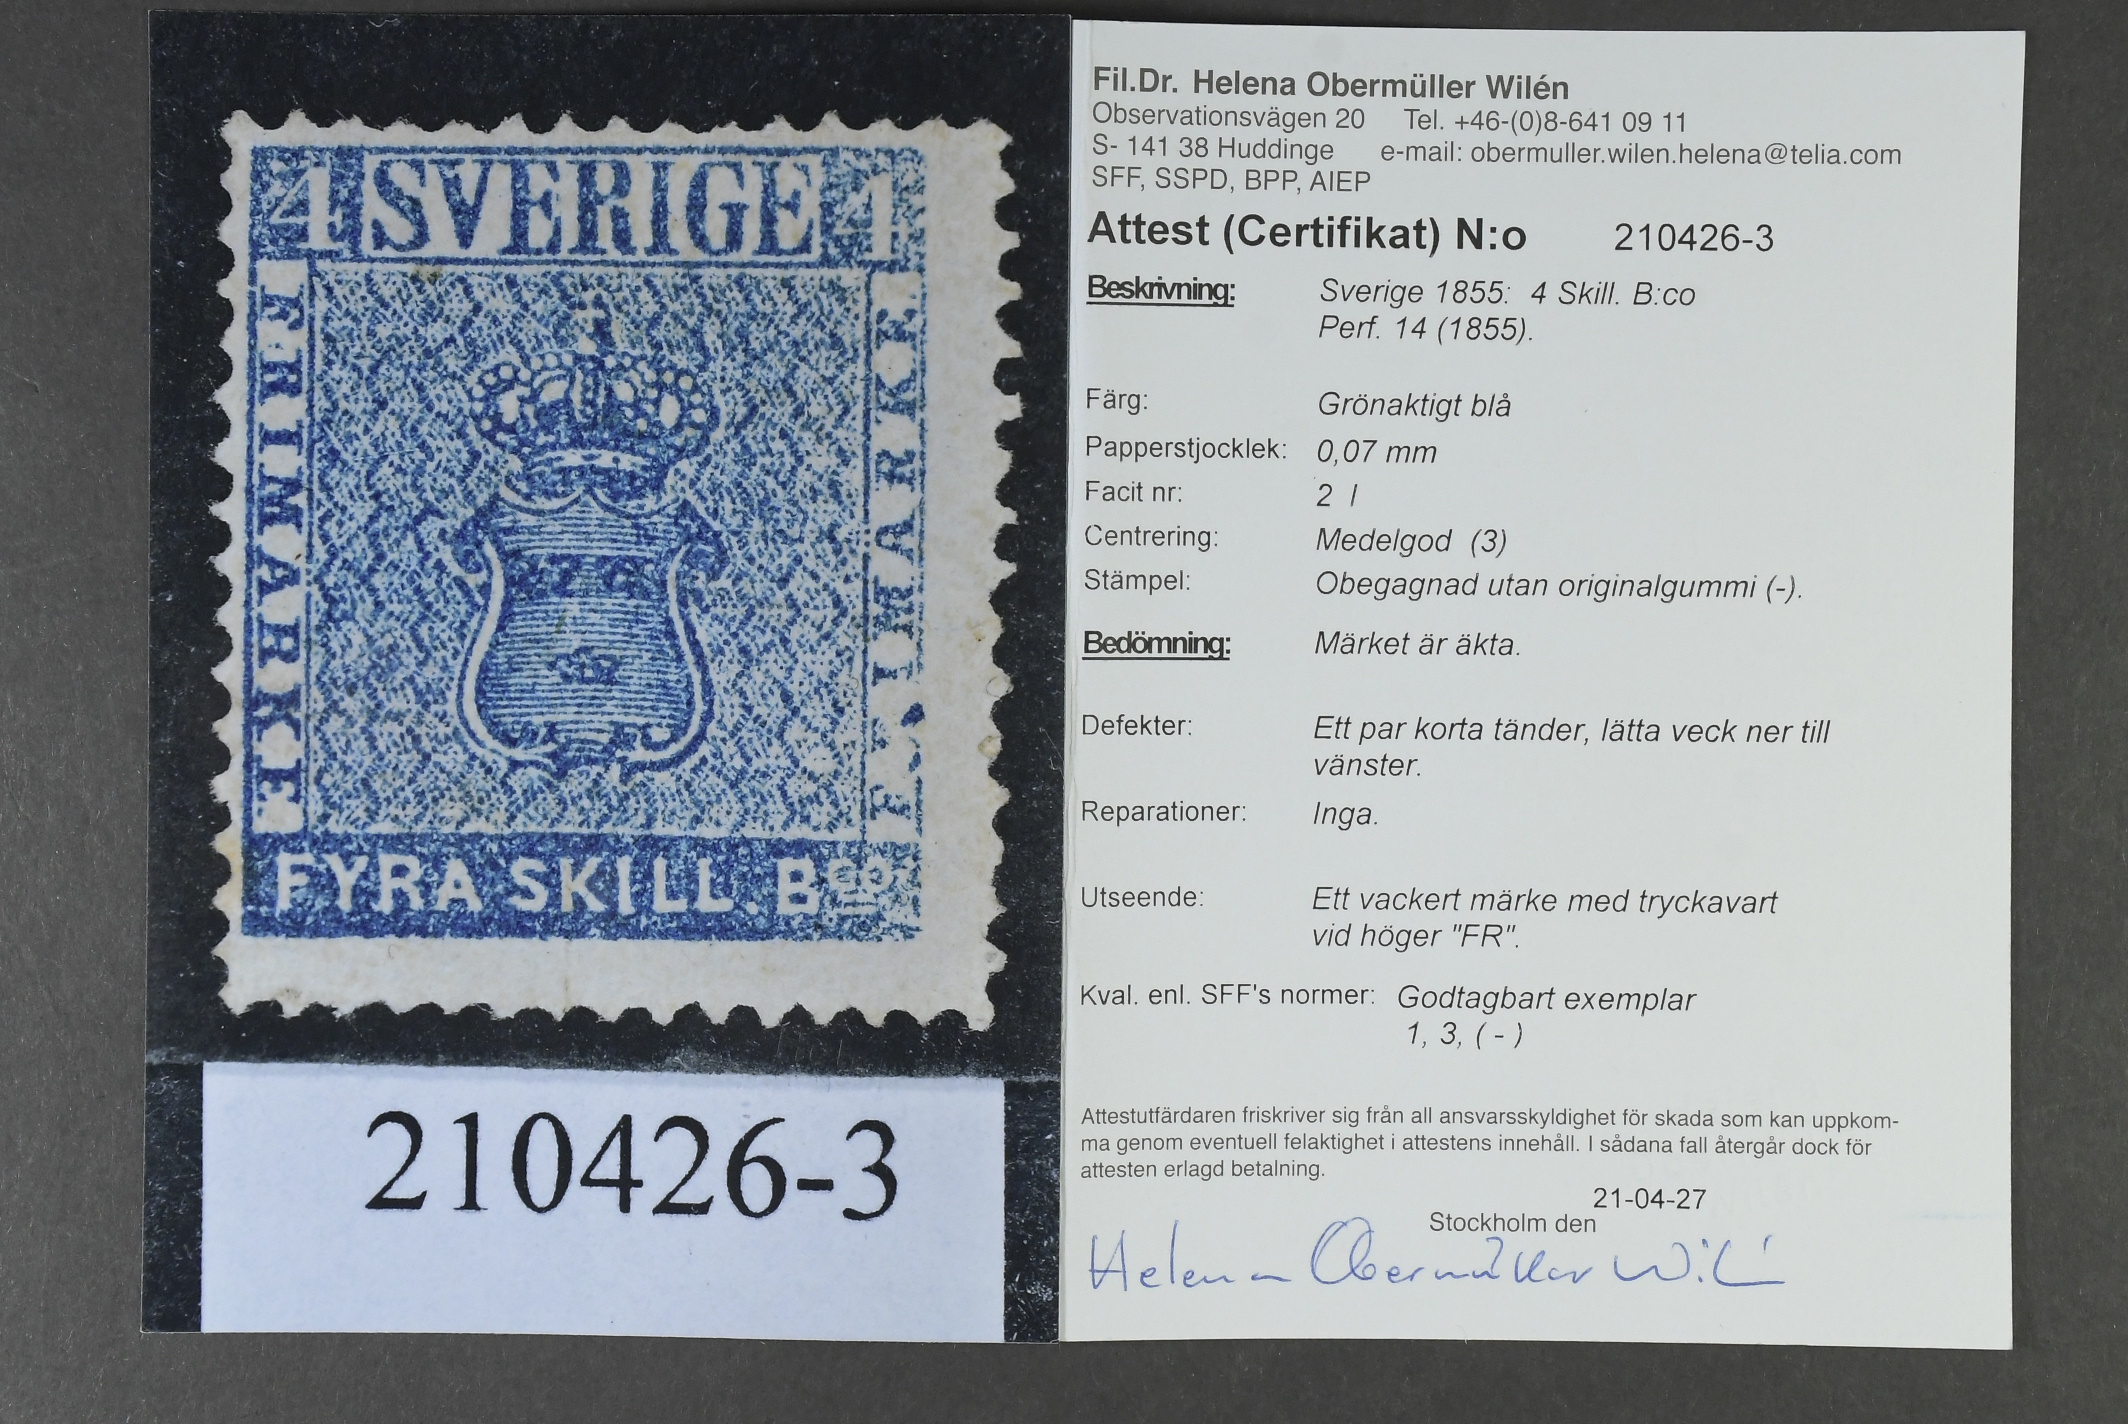 4 SVERIGE 4
FRIMÄRKE
FRIMÄRKE
FYRA SKILL. Bco
210426-3
Fil.Dr. Helena Obermüller Wilén
Observationsvägen 20 Tel. +46-(0)8-641 09 11
S- 141 38 Huddinge e-mail: obermuller.wilen.helena@telia.com
SFF, SSPD, BPP, AIEP
Attest (Certifikat) N:o 210426-3
Beskrivning: Sverige 1855: 4 Skill. B:co
Perf. 14 (1855).
Färg: Grönaktigt blå
Papperstjocklek: 0,07 mm
Facit nr: 2 I
Centrering: Medelgod (3)
Stämpel: Obegagnad utan originalgummi (-).
Bedömning: Märket är äkta.
Defekter: Ett par korta tänder, lätta veck ner till
vänster.
Reparationer: Inga.
Utseende: Ett vackert märke med tryckavart
vid höger "FR".
Kval. enl. SFF's normer: Godtagbart exemplar
1, 3, ( - )
Attestutfärdaren friskriver sig från all ansvarsskyldighet för skada som kan uppkom-
ma genom eventuell felaktighet i attestens innehåll. I sådana fall återgår dock för
attesten erlagd betalning.
21-04-27
Stockholm den
Helena Obermüller Wilén